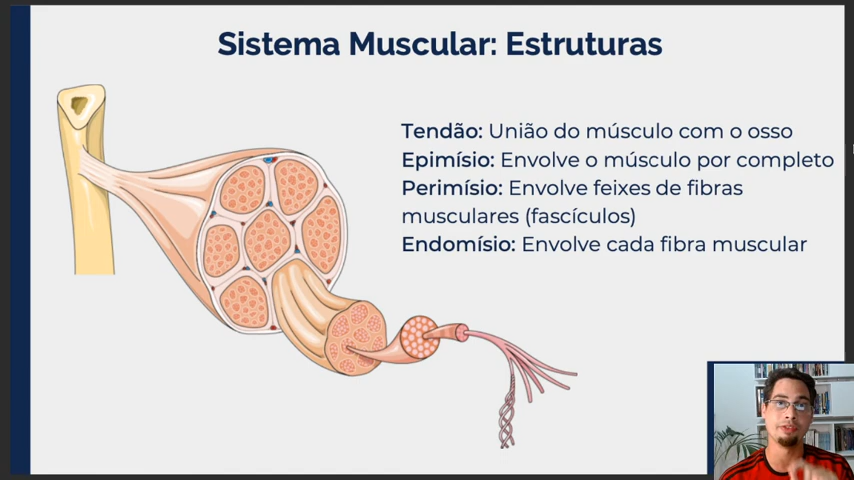 Sistema Muscular: Estruturas
Tendão: União do músculo com o osso
Epimísio: Envolve o músculo por completo
Perimísio: Envolve feixes de fibras
musculares (fascículos)
Endomísio: Envolve cada fibra muscular